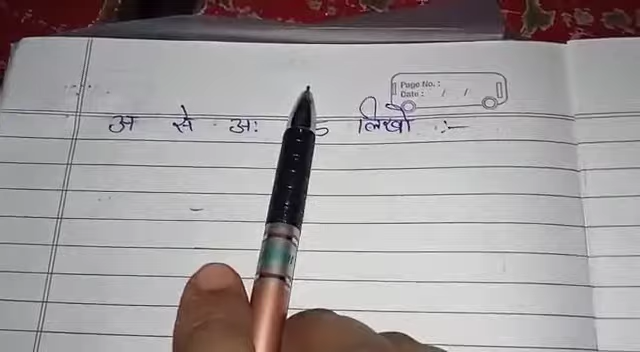 Page No.:
Date: / /
अ से अः लिखो :-